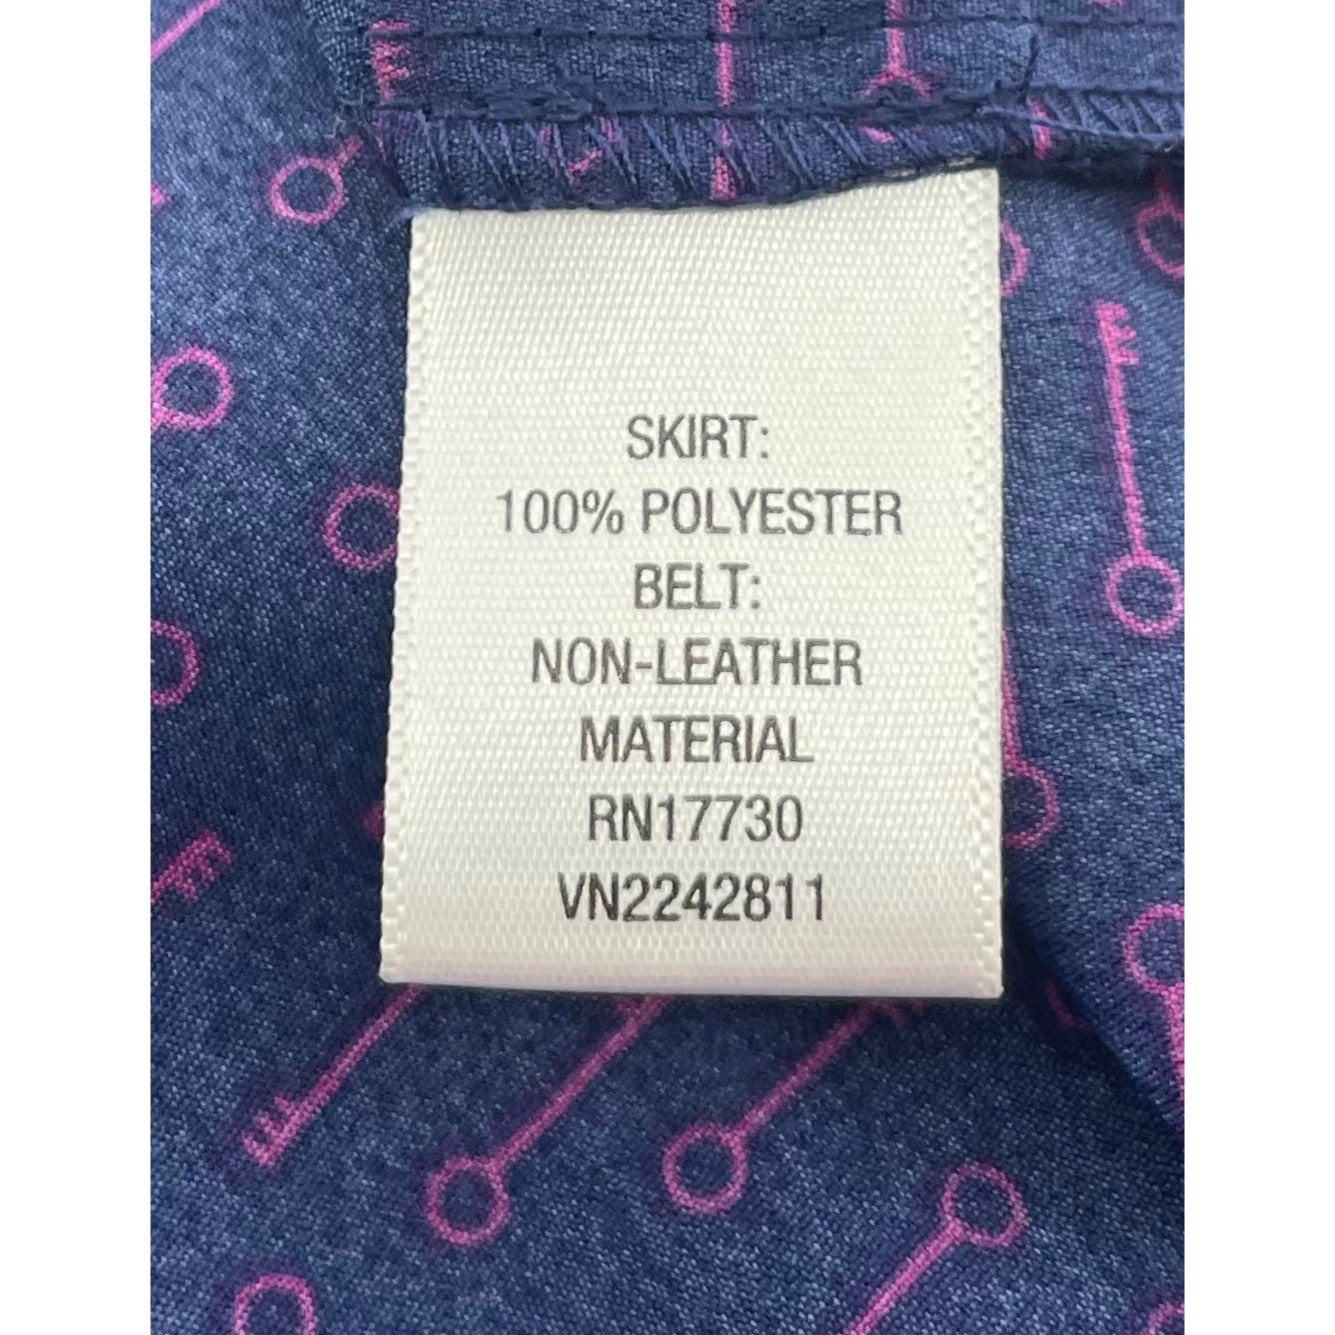 SKIRT:
100% POLYESTER
BELT:
NON-LEATHER
MATERIAL
RN17730
VN2242811